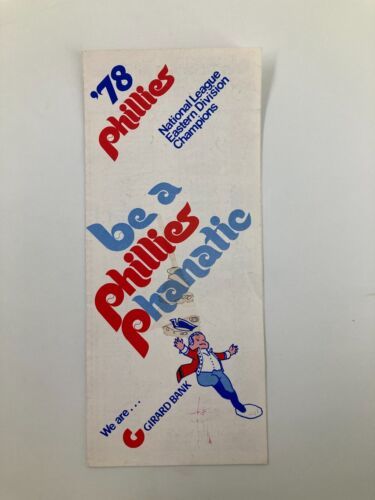 '78
Phillies
National League
Eastern Division
Champions
be a
Phillies
Phanatic
We are....
G GIRARD BANK